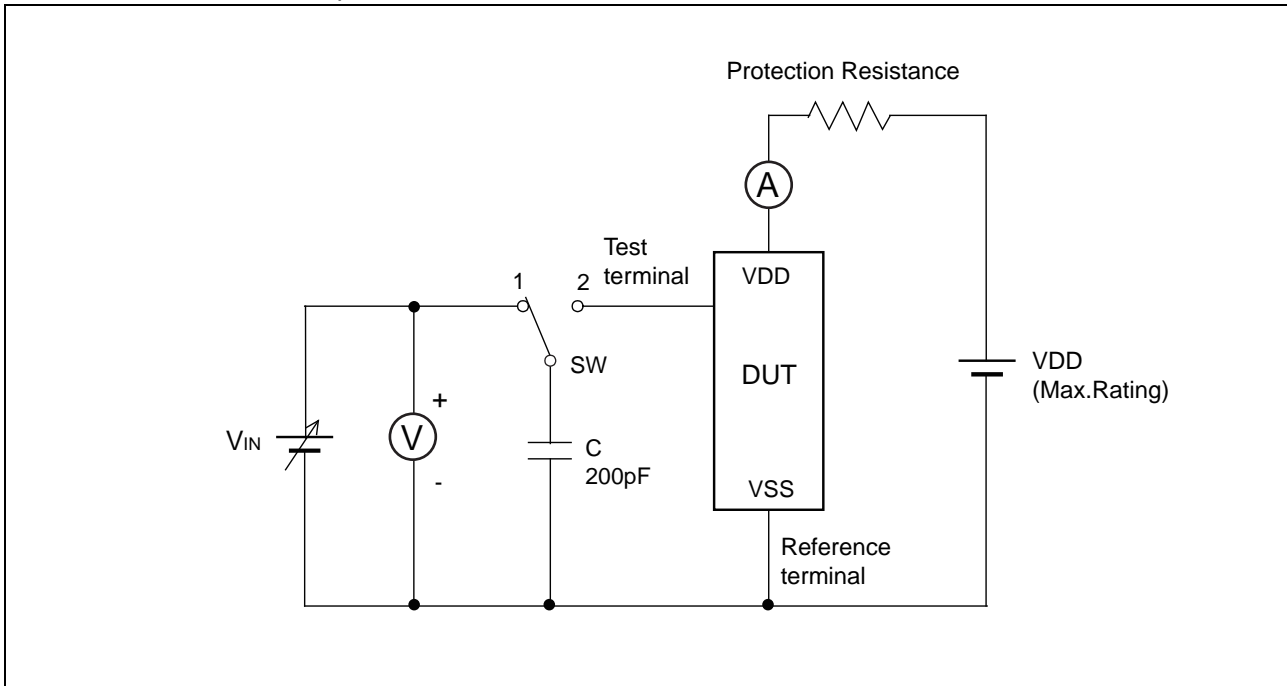 Protection Resistance
A
Test
terminal
VDD
1
2
SW
DUT
VDD
(Max.Rating)
+
VIN
V
C
200pF
-
VSS
Reference
terminal